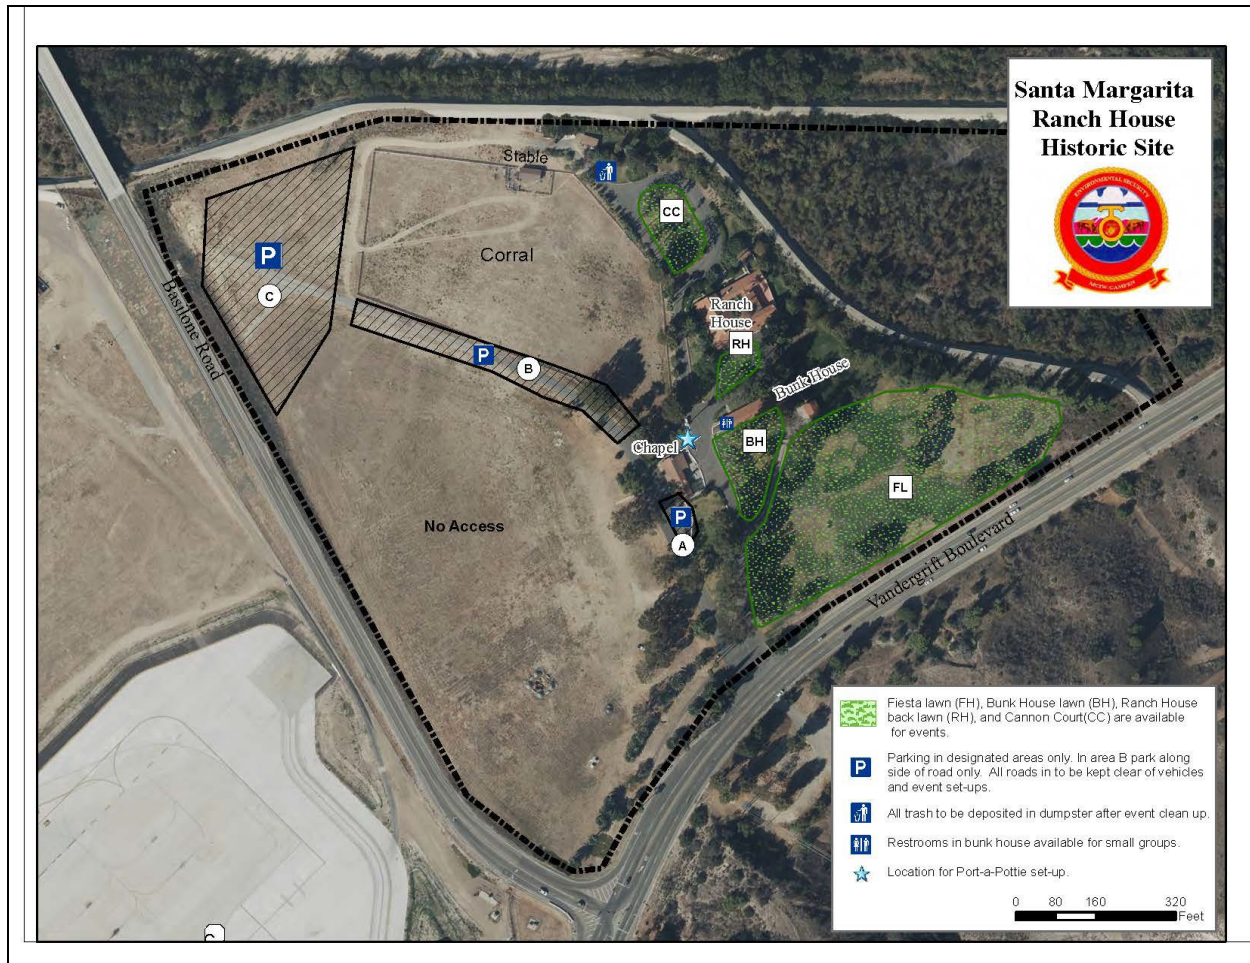 Santa Margarita
Ranch House
Historic Site
ENVIRONMENTAL SECURITY
MCIW-CAMPEN
Stable
CC
Corral
P
C
Ranch
House
RH
Basilone Road
P
B
Bunk House
Chapel
BH
FL
No Access
P
A
Vandergrift Boulevard
Fiesta lawn (FH), Bunk House lawn (BH), Ranch House
back lawn (RH), and Cannon Court(CC) are available
for events.
P
Parking in designated areas only. In area B park along
side of road only. All roads in to be kept clear of vehicles
and event set-ups.
All trash to be deposited in dumpster after event clean up.
Restrooms in bunk house available for small groups.
Location for Port-a-Pottie set-up.
0 80 160 320
Feet